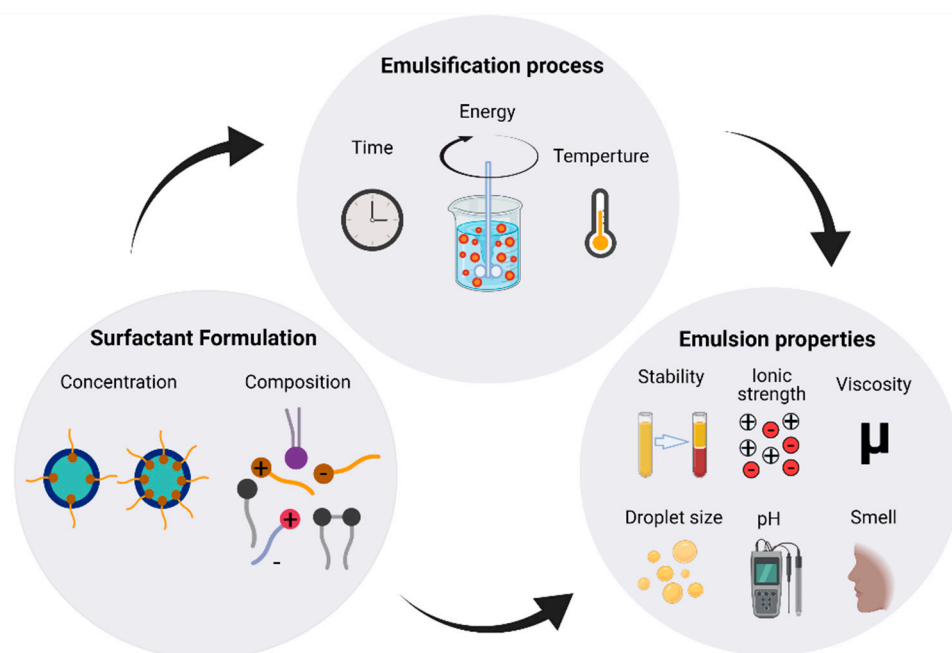 Emulsification process
Energy
Time
Temperture
Surfactant Formulation
Concentration
Composition
+
-
+
-
Emulsion properties
Stability
Ionic
strength
Viscosity
+ +
-
+ -
+
- -
μ
Droplet size
pH
Smell